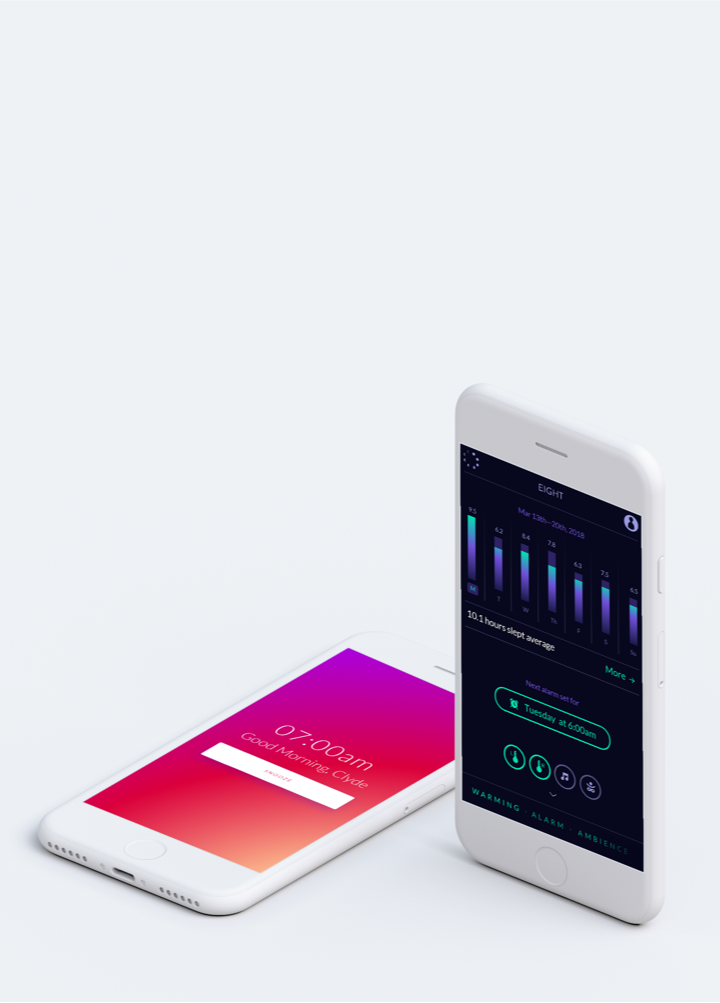 07:00am
Good Morning, Clyde
SNOOZE
EIGHT
Mar 13th–20th, 2018
9.5 6.2 8.4 7.8 6.3 7.5 6.5
M T W Th F S Su
10.1 hours slept average
More →
Next alarm set for
Tuesday at 6:00am
WARMING · ALARM · AMBIENCE